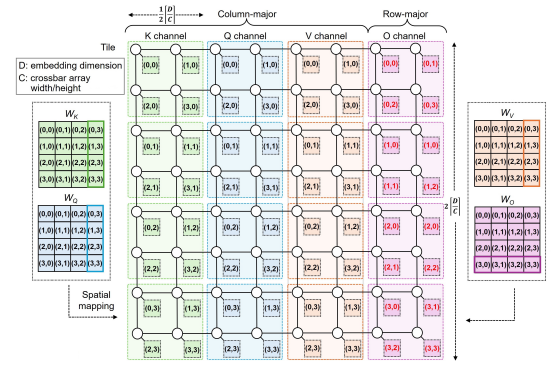 1/2 ⌈D/C⌉
Column-major
Row-major
Tile
K channel
Q channel
V channel
O channel
D: embedding dimension
C: crossbar array
width/height
(0,0) (1,0) (0,0) (1,0) (0,0) (1,0) (0,0) (0,1)
(2,0) (3,0) (2,0) (3,0) (2,0) (3,0) (0,2) (0,3)
(0,1) (1,1) (0,1) (1,1) (0,1) (1,1) (1,0) (1,0)
(2,1) (3,1) (2,1) (3,1) (2,1) (3,1) (1,1) (1,2)
(0,2) (1,2) (0,2) (1,2) (0,2) (1,2) (2,0) (2,0)
(2,2) (3,2) (2,2) (3,2) (2,2) (3,2) (2,1) (2,2)
(0,3) (1,3) (0,3) (1,3) (0,3) (1,3) (3,0) (3,1)
(2,3) (3,3) (2,3) (3,3) (2,3) (3,3) (3,2) (3,3)
W_K
(0,0) (0,1) (0,2) (0,3)
(1,0) (1,1) (1,2) (1,3)
(2,0) (2,1) (2,2) (2,3)
(3,0) (3,1) (3,2) (3,3)
W_Q
(0,0) (0,1) (0,2) (0,3)
(1,0) (1,1) (1,2) (1,3)
(2,0) (2,1) (2,2) (2,3)
(3,0) (3,1) (3,2) (3,3)
Spatial
mapping
2⌈D/C⌉
W_V
(0,0) (0,1) (0,2) (0,3)
(1,0) (1,1) (1,2) (1,3)
(2,0) (2,1) (2,2) (2,3)
(3,0) (3,1) (3,2) (3,3)
W_O
(0,0) (0,1) (0,2) (0,3)
(1,0) (1,1) (1,2) (1,3)
(2,0) (2,1) (2,2) (2,3)
(3,0) (3,1) (3,2) (3,3)